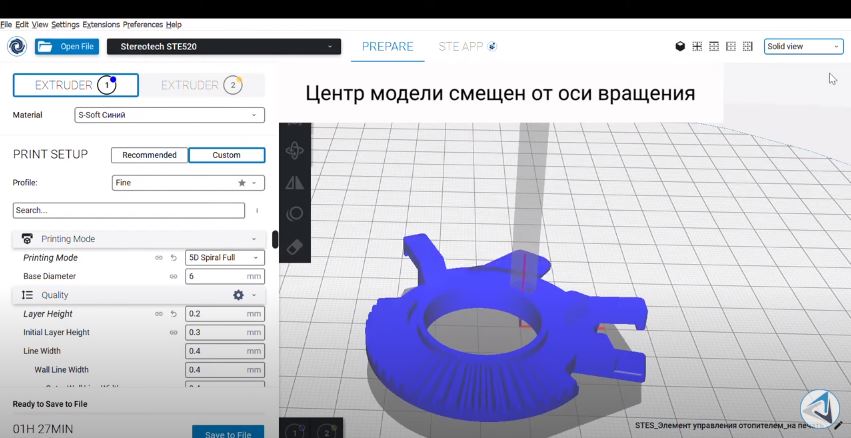 File Edit View Settings Extensions Preferences Help
Open File
Stereotech STE520
PREPARE
STE APP
Solid view
EXTRUDER 1
EXTRUDER 2
Центр модели смещен от оси вращения
Material
S-Soft Синий
PRINT SETUP
Recommended
Custom
Profile:
Fine
Search...
Printing Mode
Printing Mode
5D Spiral Full
Base Diameter
6 mm
Quality
Layer Height
0.2 mm
Initial Layer Height
0.3 mm
Line Width
0.4 mm
Wall Line Width
0.4 mm
Ready to Save to File
01H 27MIN
Save to File
1
2
STES_Элемент управления отопителем_на печать